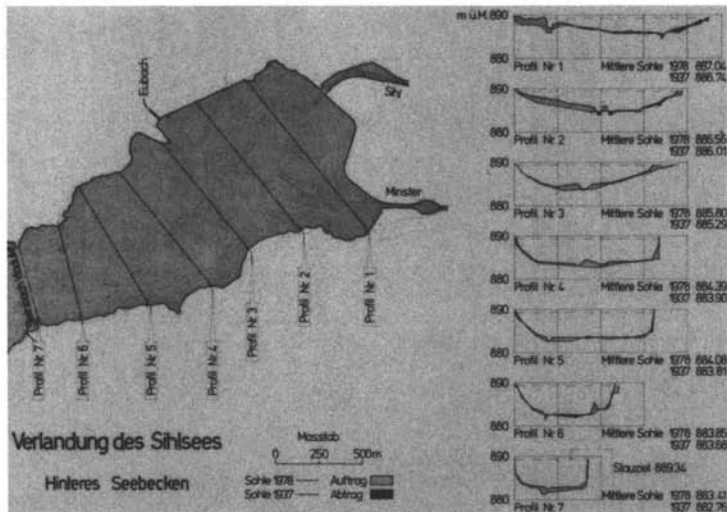 m ü.M. 890
880
Profil Nr 1 Mittlere Sohle 1978 887.04
1937 886.74
890
880
Profil Nr. 2 Mittlere Sohle 1978 886.56
1937 886.01
890
880
Profil Nr 3 Mittlere Sohle 1978 885.80
1937 885.29
890
880
Profil Nr. 4 Mittlere Sohle 1978 884.39
1937 883.90
890
880
Profil Nr 5 Mittlere Sohle 1978 884.08
1937 883.81
890
880
Profil Nr 6 Mittlere Sohle 1978 883.85
1937 883.68
Stauziel 889.34
890
880
Profil Nr 7 Mittlere Sohle 1978 883.41
1937 882.76
Eubach
Sihl
Minster
Profil Nr 7
Profil Nr 6
Profil Nr 5
Profil Nr 4
Profil Nr 3
Profil Nr 2
Profil Nr 1
Verlandung des Sihlsees
Hinteres Seebecken
Masstab
0 250 500m
Sohle 1978 Auftrag
Sohle 1937 Abtrag